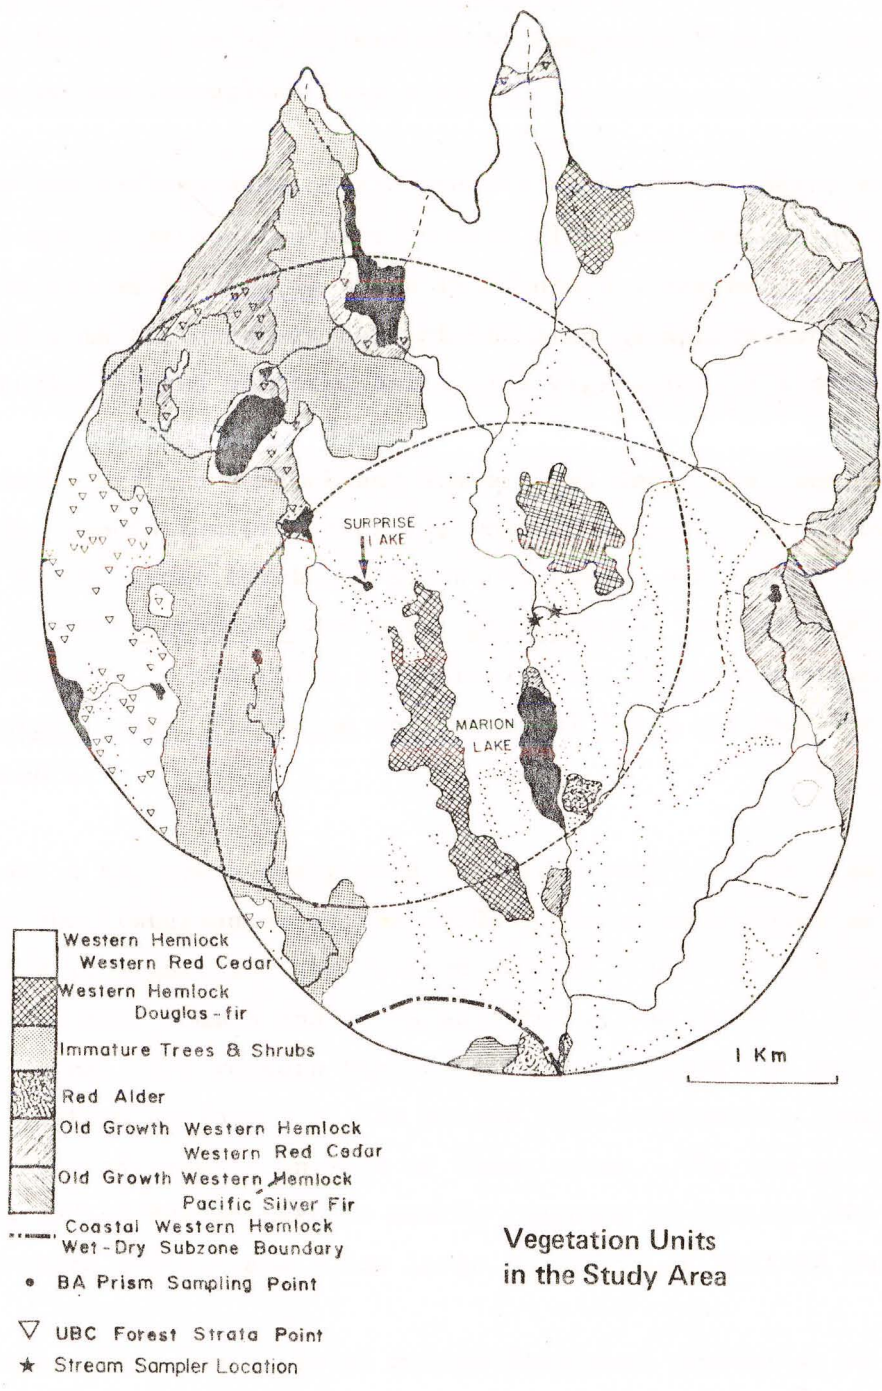 SURPRISE
LAKE
MARION
LAKE
Western Hemlock
Western Red Cedar
Western Hemlock
Douglas-fir
Immature Trees & Shrubs
Red Alder
Old Growth Western Hemlock
Western Red Cedar
Old Growth Western Hemlock
Pacific Silver Fir
Coastal Western Hemlock
Wet-Dry Subzone Boundary
BA Prism Sampling Point
UBC Forest Strata Point
Stream Sampler Location
1 Km
Vegetation Units
in the Study Area